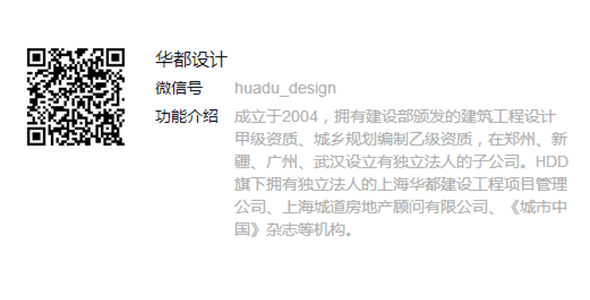 华都设计
微信号 huadu_design
功能介绍 成立于2004，拥有建设部颁发的建筑工程设计
甲级资质、城乡规划编制乙级资质，在郑州、新
疆、广州、武汉设立有独立法人的子公司。HDD
旗下拥有独立法人的上海华都建设工程项目管理
公司、上海城道房地产顾问有限公司、《城市中
国》杂志等机构。